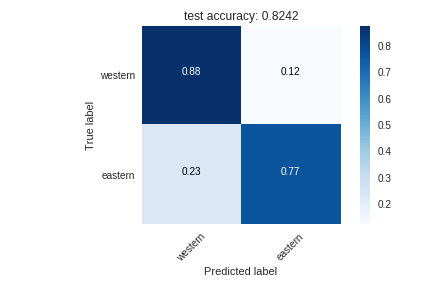 test accuracy: 0.8242
True label
western
0.88
0.12
eastern
0.23
0.77
western
eastern
Predicted label
0.8
0.7
0.6
0.5
0.4
0.3
0.2